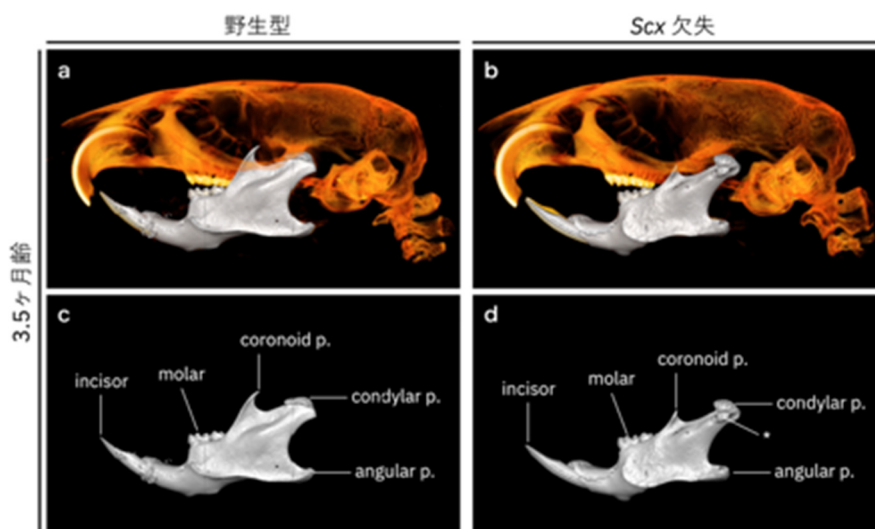 野生型
Scx 欠失
3.5ヶ月齢
a
b
c
coronoid p.
molar
incisor
condylar p.
angular p.
d
coronoid p.
molar
incisor
condylar p.
*
angular p.